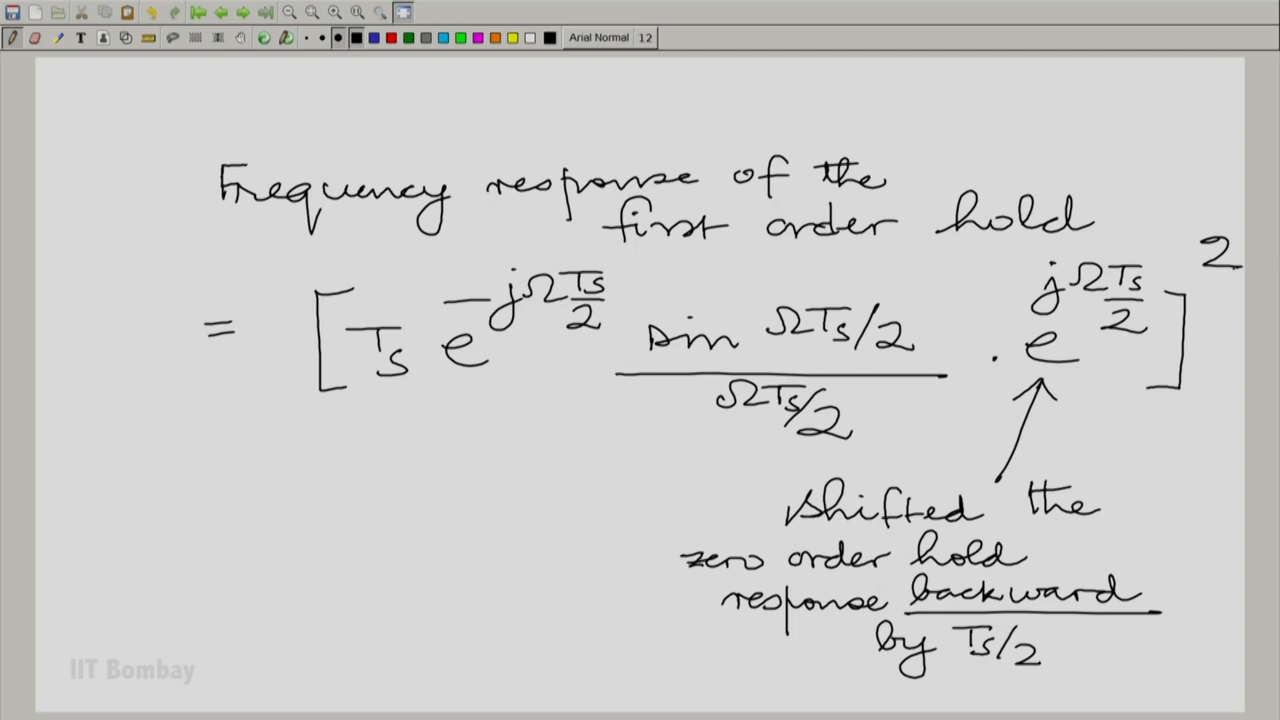 Arial Normal 12
Frequency response of the
first order hold
= [ Ts e^{-jΩTs/2} sin ΩTs/2 / ΩTs/2 . e^{jΩTs/2} ]^2
shifted the
zero order hold
response backward
by Ts/2
IIT Bombay